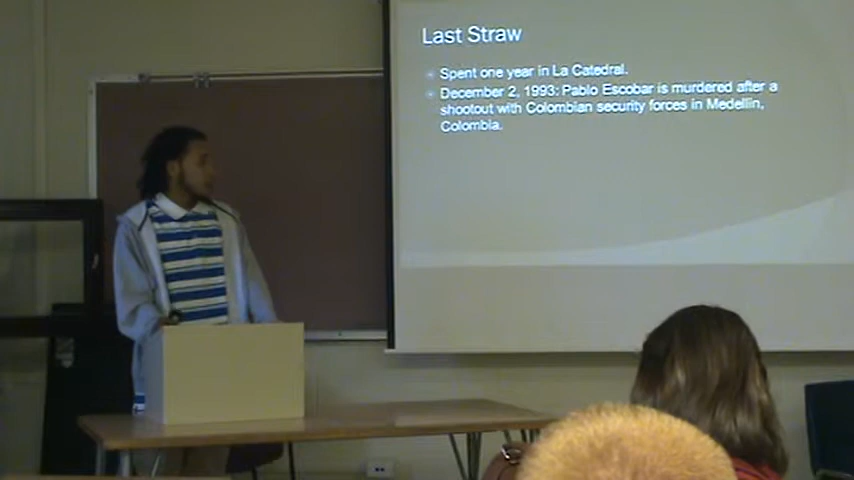 Last Straw
Spent one year in La Catedral.
December 2, 1993: Pablo Escobar is murdered after a
shootout with Colombian security forces in Medellin,
Colombia.